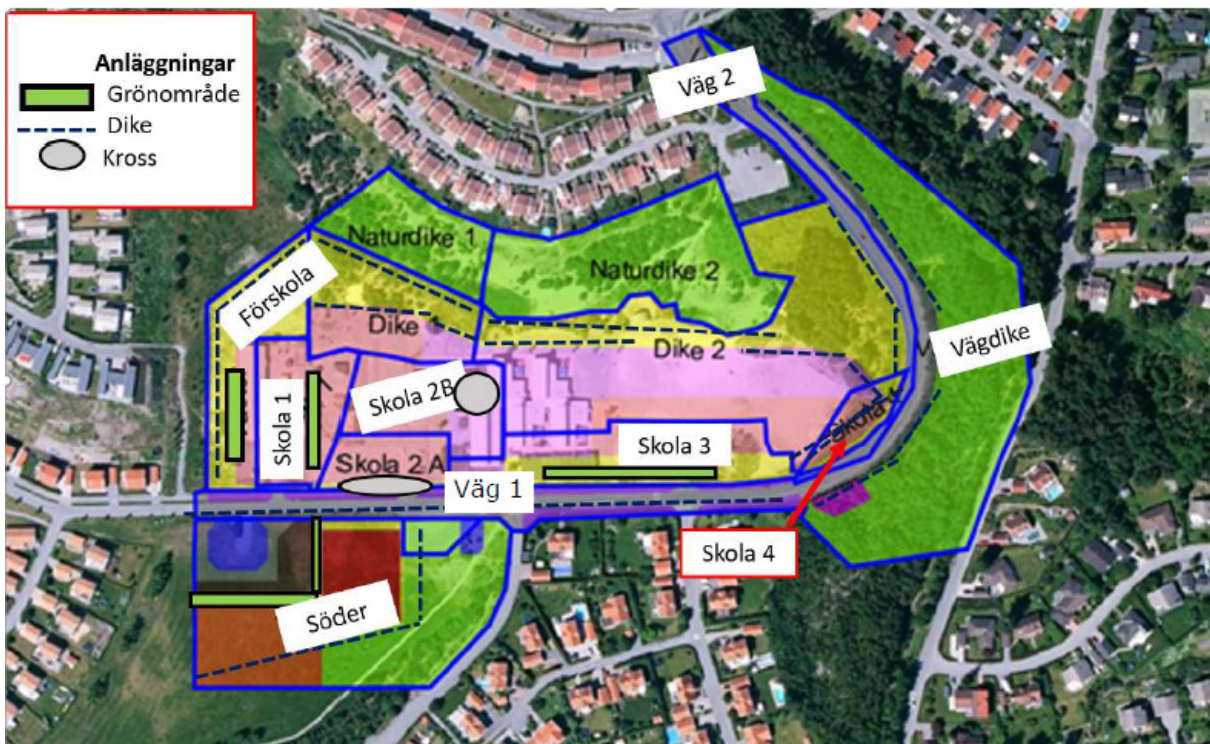 Anläggningar
Grönområde
Dike
Kross
Väg 2
Naturdike 1
Naturdike 2
Förskola
Dike
Dike 2
Vägdike
Skola 2B
Skola 1
Skola 3
Skola 2 A
Väg 1
Skola 4
Söder